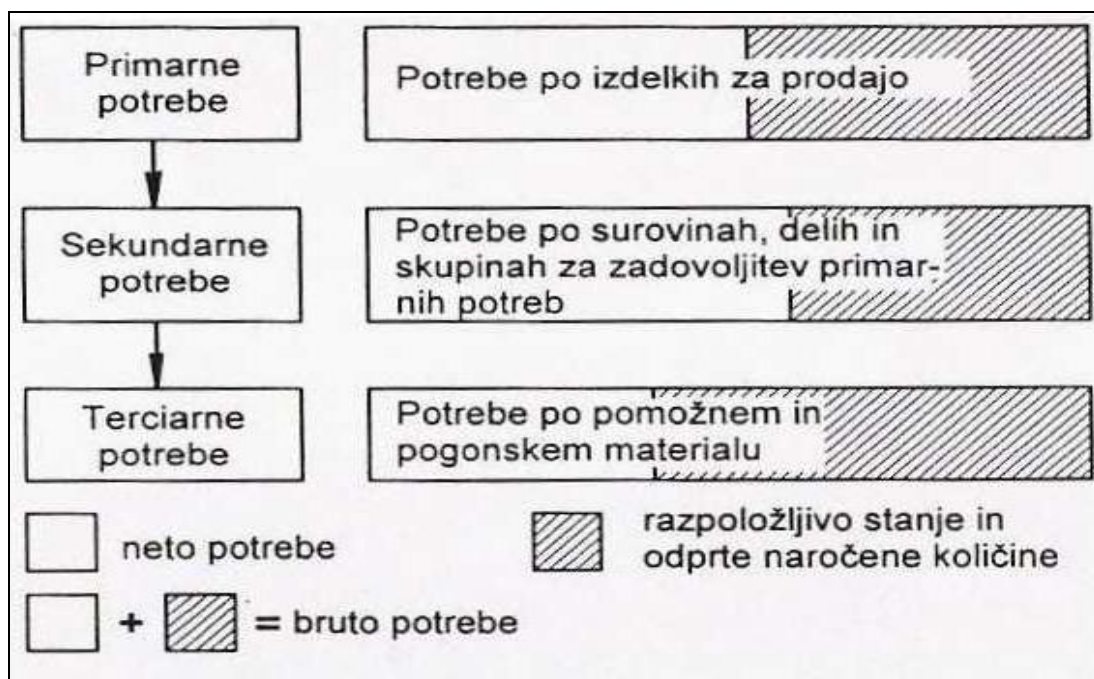 Primarne
potrebe
Potrebe po izdelkih za prodajo
Sekundarne
potrebe
Potrebe po surovinah, delih in
skupinah za zadovoljitev primar-
nih potreb
Terciarne
potrebe
Potrebe po pomožnem in
pogonskem materialu
neto potrebe
razpoložljivo stanje in
odprte naročene količine
+ = bruto potrebe